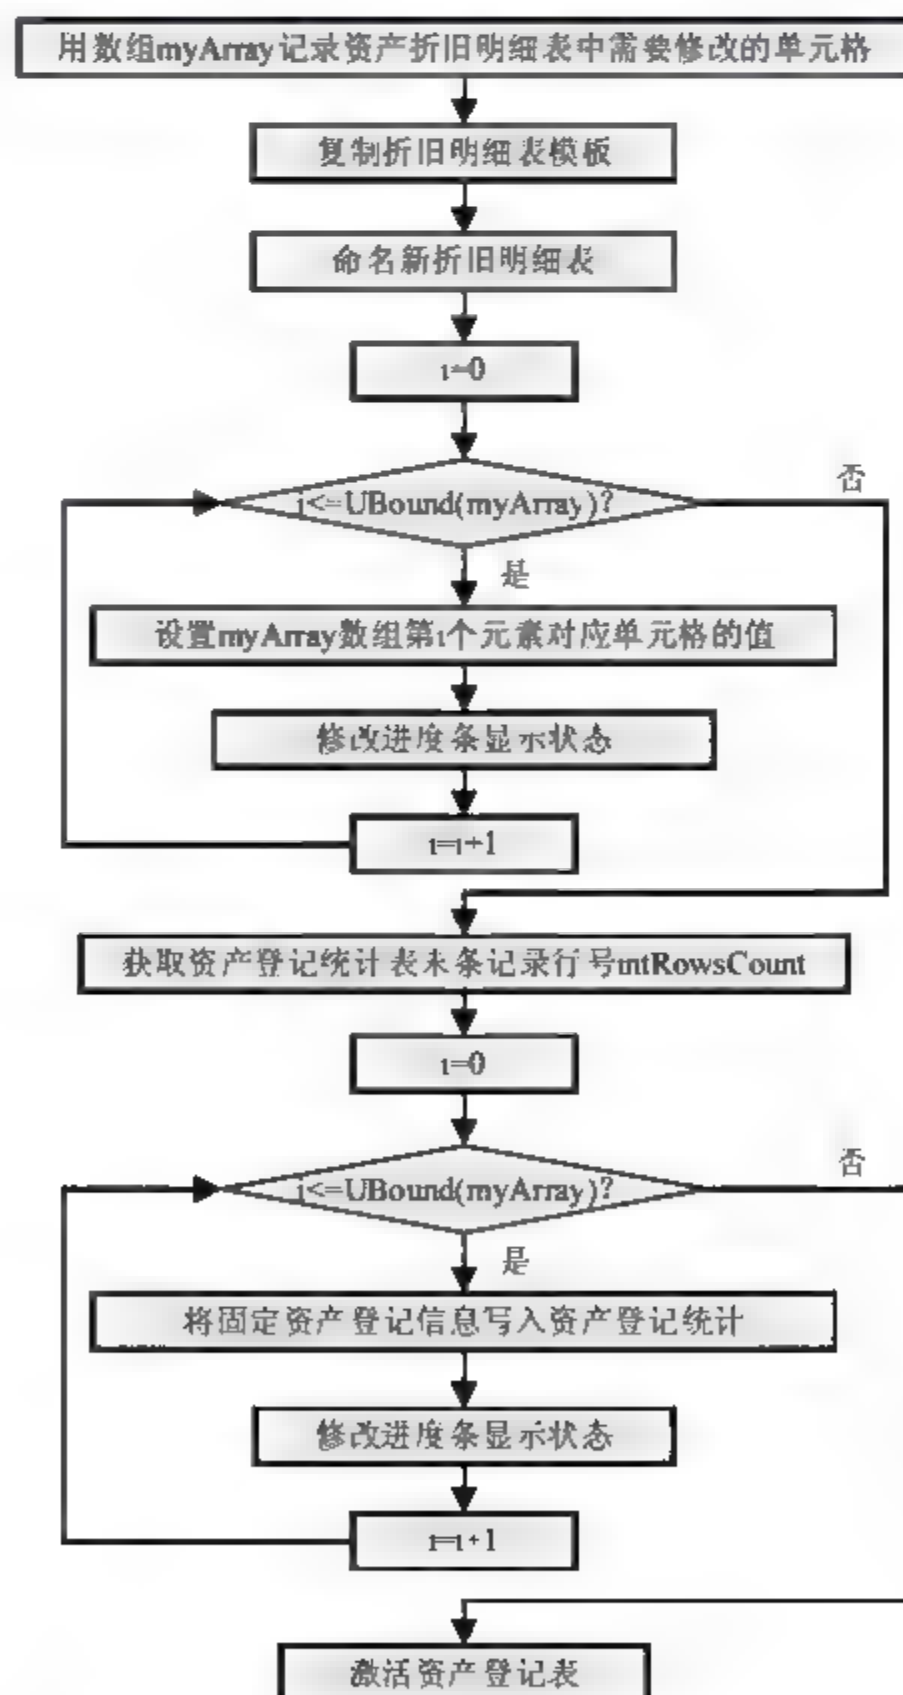 用数组myArray记录资产折旧明细表中需要修改的单元格
复制折旧明细表模板
命名新折旧明细表
i=0
i<=UBound(myArray)?
否
是
设置myArray数组第i个元素对应单元格的值
修改进度条显示状态
i=i+1
获取资产登记统计表末条记录行号intRowsCount
i=0
i<=UBound(myArray)?
否
是
将固定资产登记信息写入资产登记统计
修改进度条显示状态
i=i+1
激活资产登记表